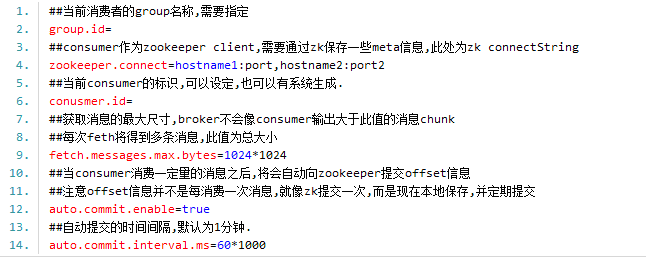 1. ##当前消费者的group名称,需要指定
2. group.id=
3. ##consumer作为zookeeper client,需要通过zk保存一些meta信息,此处为zk connectString
4. zookeeper.connect=hostname1:port,hostname2:port2
5. ##当前consumer的标识,可以设定,也可以有系统生成.
6. conusmer.id=
7. ##获取消息的最大尺寸,broker不会像consumer输出大于此值的消息chunk
8. ##每次feth将得到多条消息,此值为总大小
9. fetch.messages.max.bytes=1024*1024
10. ##当consumer消费一定量的消息之后,将会自动向zookeeper提交offset信息
11. ##注意offset信息并不是每消费一次消息,就像zk提交一次,而是现在本地保存,并定期提交
12. auto.commit.enable=true
13. ##自动提交的时间间隔,默认为1分钟.
14. auto.commit.interval.ms=60*1000